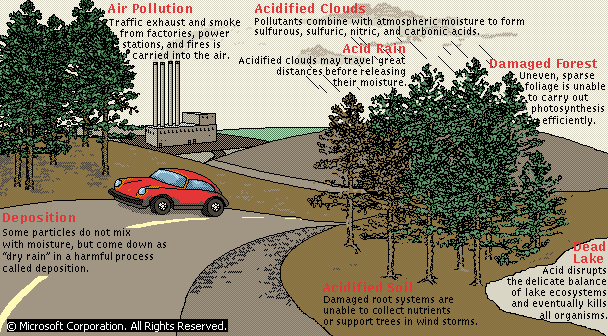 Air Pollution
Traffic exhaust and smoke
from factories, power
stations, and fires is
carried into the air.
Acidified Clouds
Pollutants combine with atmospheric moisture to form
sulfurous, sulfuric, nitric, and carbonic acids.
Acid Rain
Acidified clouds may travel great
distances before releasing
their moisture.
Damaged Forest
Uneven, sparse
foliage is unable
to carry out
photosynthesis
efficiently.
Deposition
Some particles do not mix
with moisture, but come down as
"dry rain" in a harmful process
called deposition.
Acidified Soil
Damaged root systems are
unable to collect nutrients
or support trees in wind storms.
Dead
Lake
Acid disrupts
the delicate balance
of lake ecosystems
and eventually kills
all organisms.
© Microsoft Corporation. All Rights Reserved.